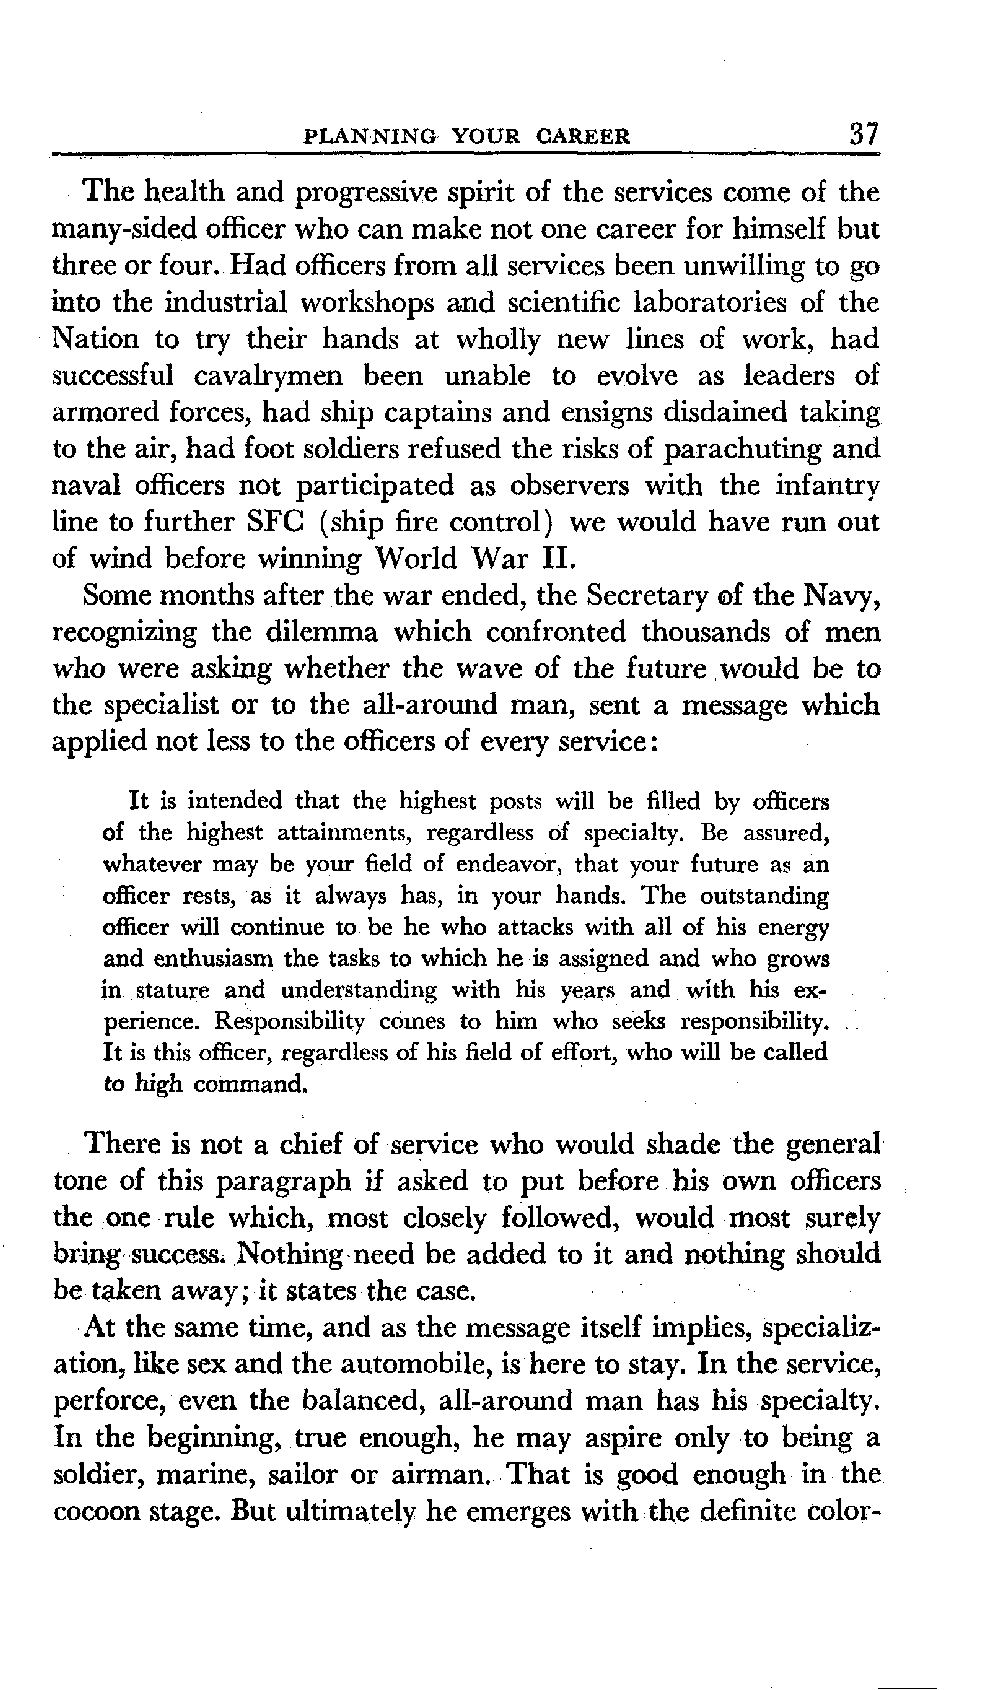 PLANNING YOUR CAREER 37
The health and progressive spirit of the services come of the
many-sided officer who can make not one career for himself but
three or four. Had officers from all services been unwilling to go
into the industrial workshops and scientific laboratories of the
Nation to try their hands at wholly new lines of work, had
successful cavalrymen been unable to evolve as leaders of
armored forces, had ship captains and ensigns disdained taking
to the air, had foot soldiers refused the risks of parachuting and
naval officers not participated as observers with the infantry
line to further SFC (ship fire control) we would have run out
of wind before winning World War II.
Some months after the war ended, the Secretary of the Navy,
recognizing the dilemma which confronted thousands of men
who were asking whether the wave of the future would be to
the specialist or to the all-around man, sent a message which
applied not less to the officers of every service:
It is intended that the highest posts will be filled by officers
of the highest attainments, regardless of specialty. Be assured,
whatever may be your field of endeavor, that your future as an
officer rests, as it always has, in your hands. The outstanding
officer will continue to be he who attacks with all of his energy
and enthusiasm the tasks to which he is assigned and who grows
in stature and understanding with his years and with his ex-
perience. Responsibility comes to him who seeks responsibility.
It is this officer, regardless of his field of effort, who will be called
to high command.
There is not a chief of service who would shade the general
tone of this paragraph if asked to put before his own officers
the one rule which, most closely followed, would most surely
bring success. Nothing need be added to it and nothing should
be taken away; it states the case.
At the same time, and as the message itself implies, specializ-
ation, like sex and the automobile, is here to stay. In the service,
perforce, even the balanced, all-around man has his specialty.
In the beginning, true enough, he may aspire only to being a
soldier, marine, sailor or airman. That is good enough in the
cocoon stage. But ultimately he emerges with the definite color-